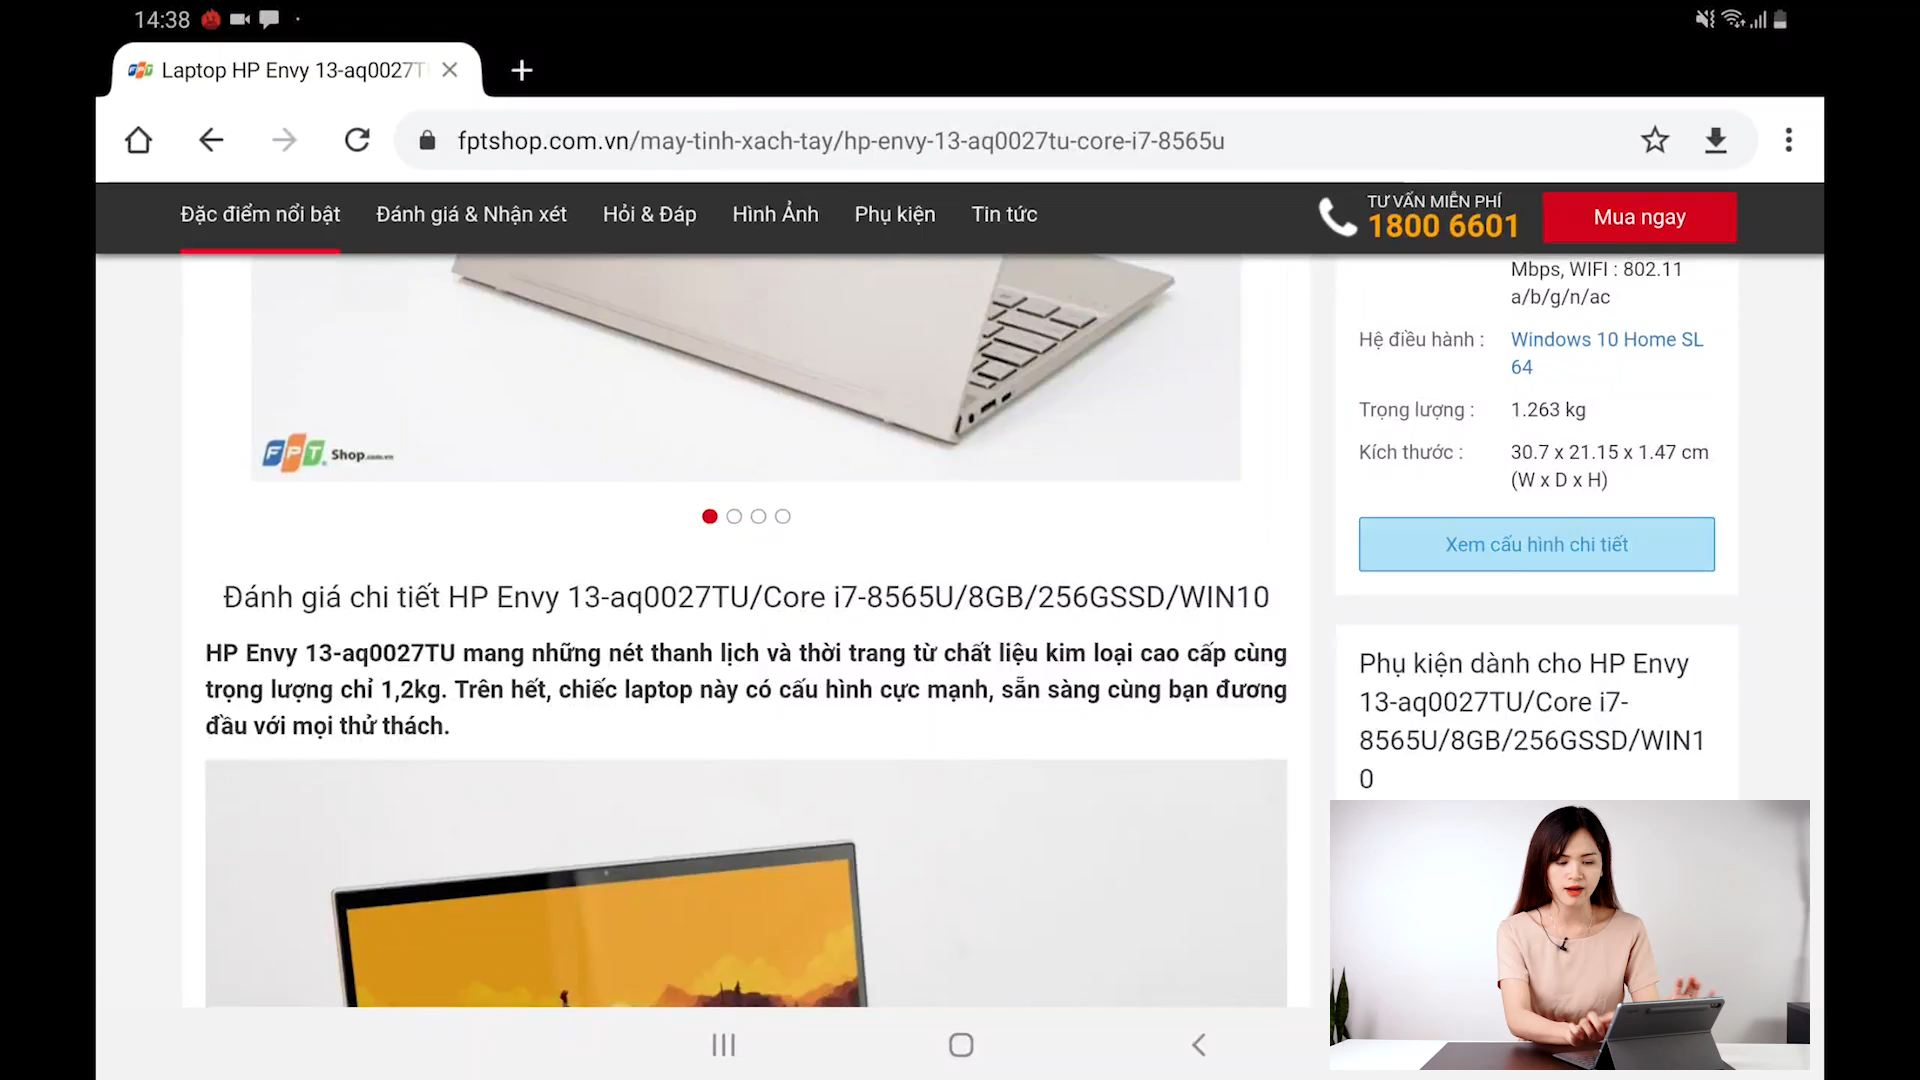 14:38
Laptop HP Envy 13-aq0027T
fptshop.com.vn/may-tinh-xach-tay/hp-envy-13-aq0027tu-core-i7-8565u
Đặc điểm nổi bật
Đánh giá & Nhận xét
Hỏi & Đáp
Hình Ảnh
Phụ kiện
Tin tức
TƯ VẤN MIỄN PHÍ
1800 6601
Mua ngay
FPT Shop.com.vn
Mbps, WIFI : 802.11
a/b/g/n/ac
Hệ điều hành : Windows 10 Home SL
64
Trọng lượng : 1.263 kg
Kích thước : 30.7 x 21.15 x 1.47 cm
(W x D x H)
Xem cấu hình chi tiết
Đánh giá chi tiết HP Envy 13-aq0027TU/Core i7-8565U/8GB/256GSSD/WIN10
HP Envy 13-aq0027TU mang những nét thanh lịch và thời trang từ chất liệu kim loại cao cấp cùng
trọng lượng chỉ 1,2kg. Trên hết, chiếc laptop này có cấu hình cực mạnh, sẵn sàng cùng bạn đương
đầu với mọi thử thách.
Phụ kiện dành cho HP Envy
13-aq0027TU/Core i7-
8565U/8GB/256GSSD/WIN1
0